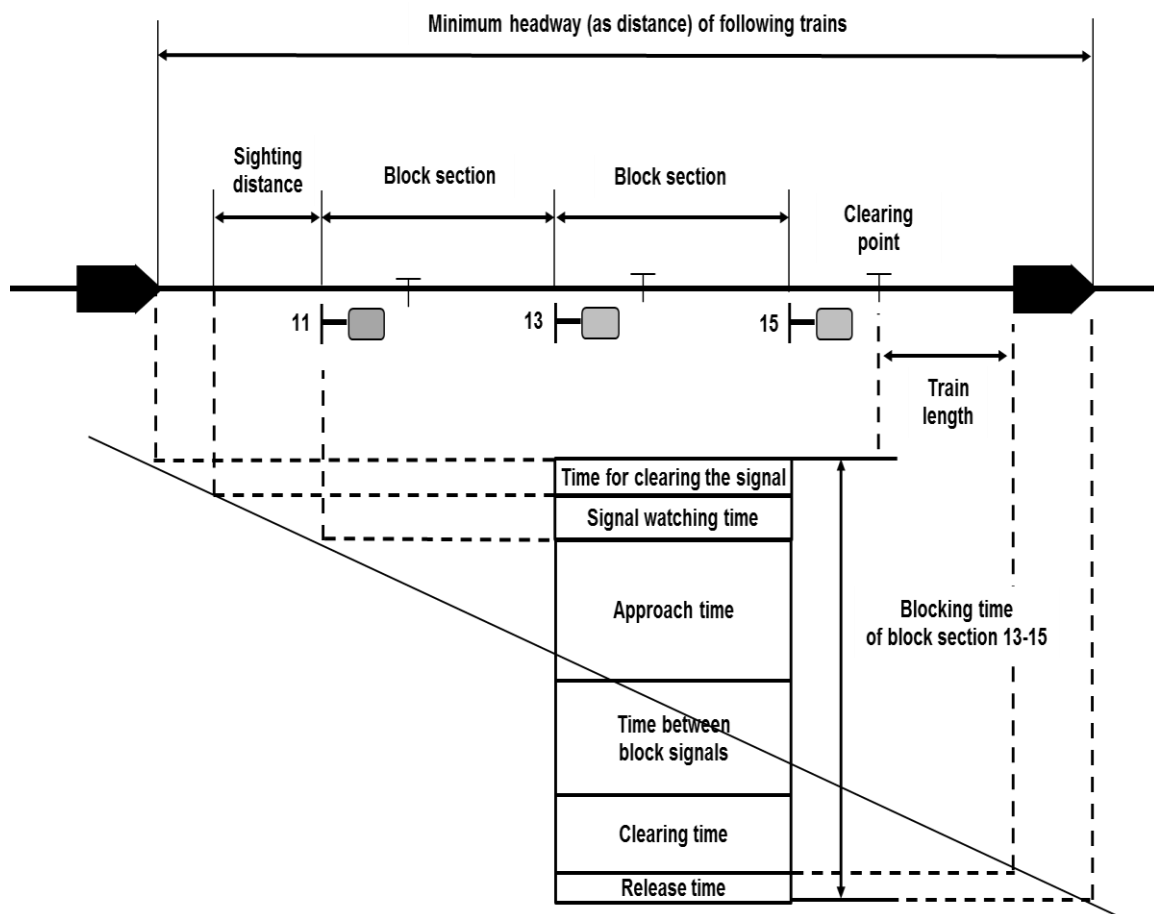 Minimum headway (as distance) of following trains
Sighting
distance
Block section
Block section
Clearing
point
11
13
15
Train
length
Time for clearing the signal
Signal watching time
Approach time
Blocking time
of block section 13-15
Time between
block signals
Clearing time
Release time